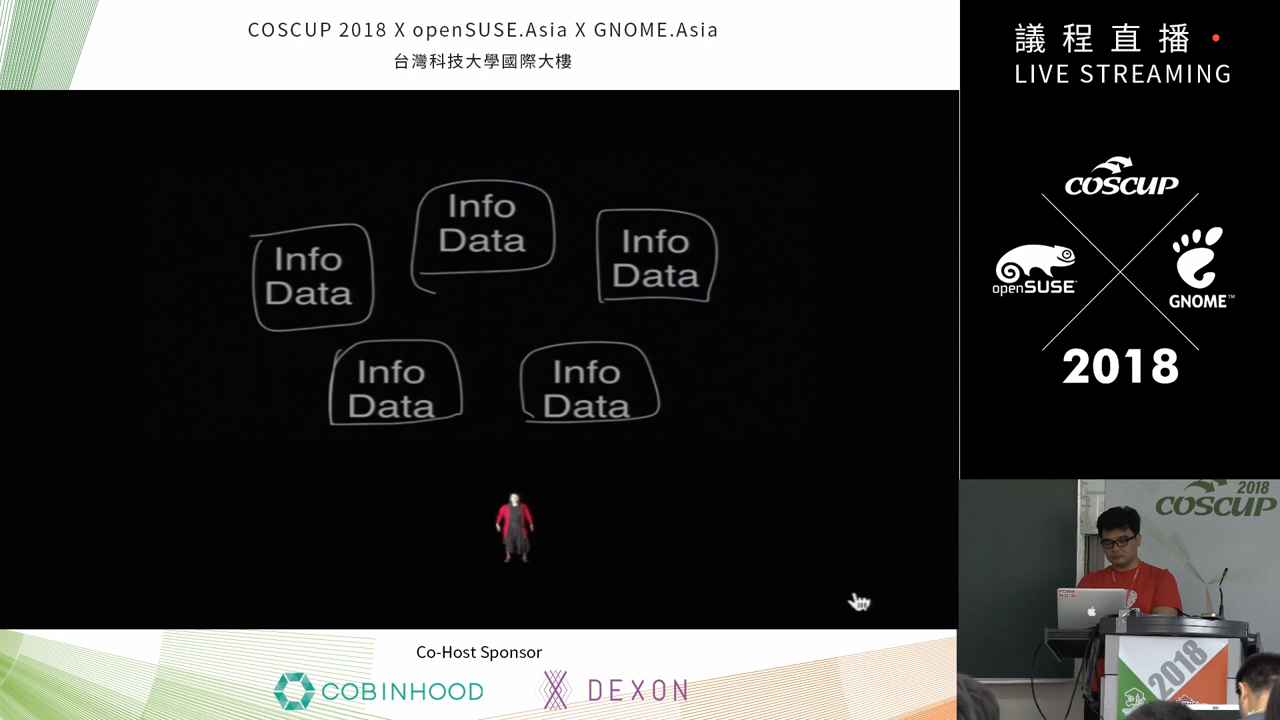 COSCUP 2018 X openSUSE.Asia X GNOME.Asia
台灣科技大學國際大樓
Info
Data
Info
Data
Info
Data
Info
Data
Info
Data
Co-Host Sponsor
COBINHOOD
DEXON
議程直播
LIVE STREAMING
COSCUP
openSUSE
GNOME™
2018
2018
COSCUP
2018